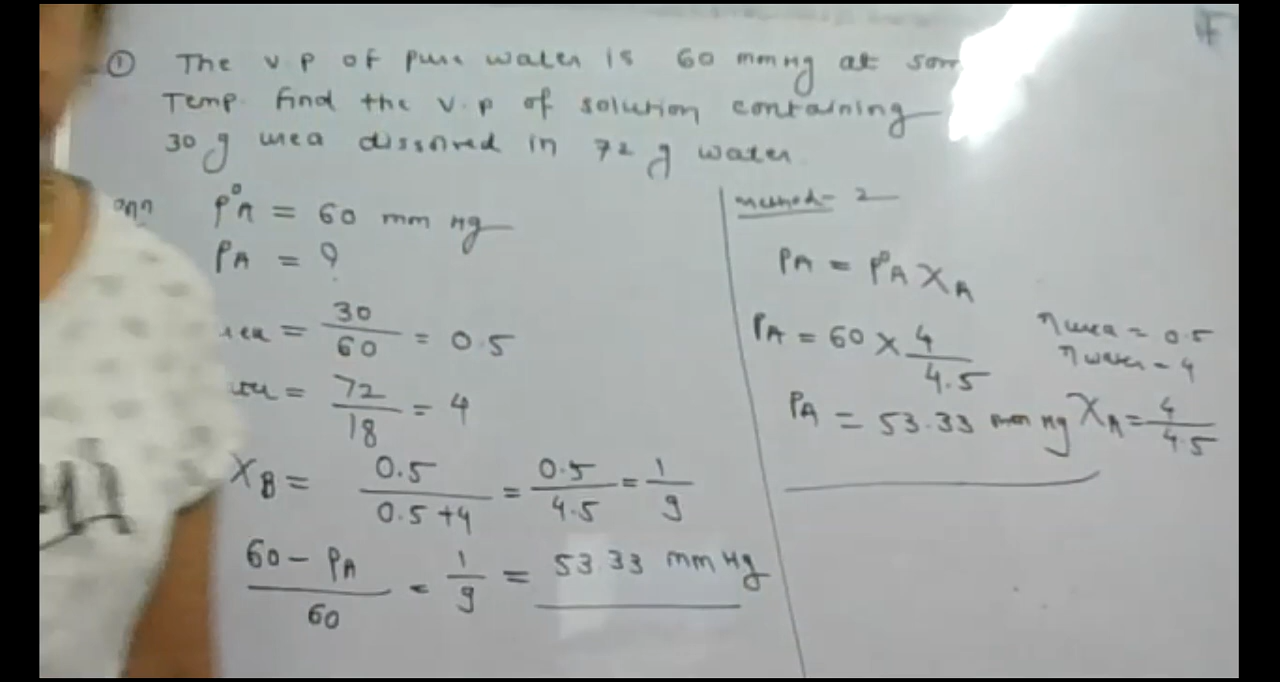 ① The v.p of pure water is 60 mmHg at som
Temp. find the v.p of solution containing
30 g urea dissolved in 72 g water
P°A = 60 mm Hg
PA = ?
rea = 30/60 = 0.5
ter = 72/18 = 4
XB = 0.5/0.5+4 = 0.5/4.5 = 1/9
60 - PA/60 = 1/9 = 53.33 mm Hg
method - 2
PA = P°A XA
PA = 60 × 4/4.5
η urea = 0.5
η water = 4
PA = 53.33 mm Hg
XA = 4/4.5